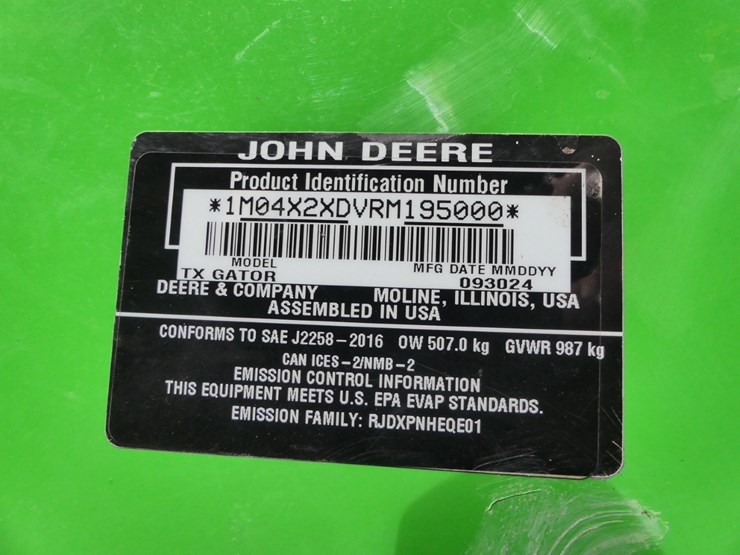 JOHN DEERE
Product Identification Number
*1M04X2XDVRM195000*
MODEL MFG DATE MMDDYY
TX GATOR 093024
DEERE & COMPANY MOLINE, ILLINOIS, USA
ASSEMBLED IN USA
CONFORMS TO SAE J2258-2016 OW 507.0 kg GVWR 987 kg
CAN ICES-2/NMB-2
EMISSION CONTROL INFORMATION
THIS EQUIPMENT MEETS U.S. EPA EVAP STANDARDS.
EMISSION FAMILY: RJDXPNHEQE01